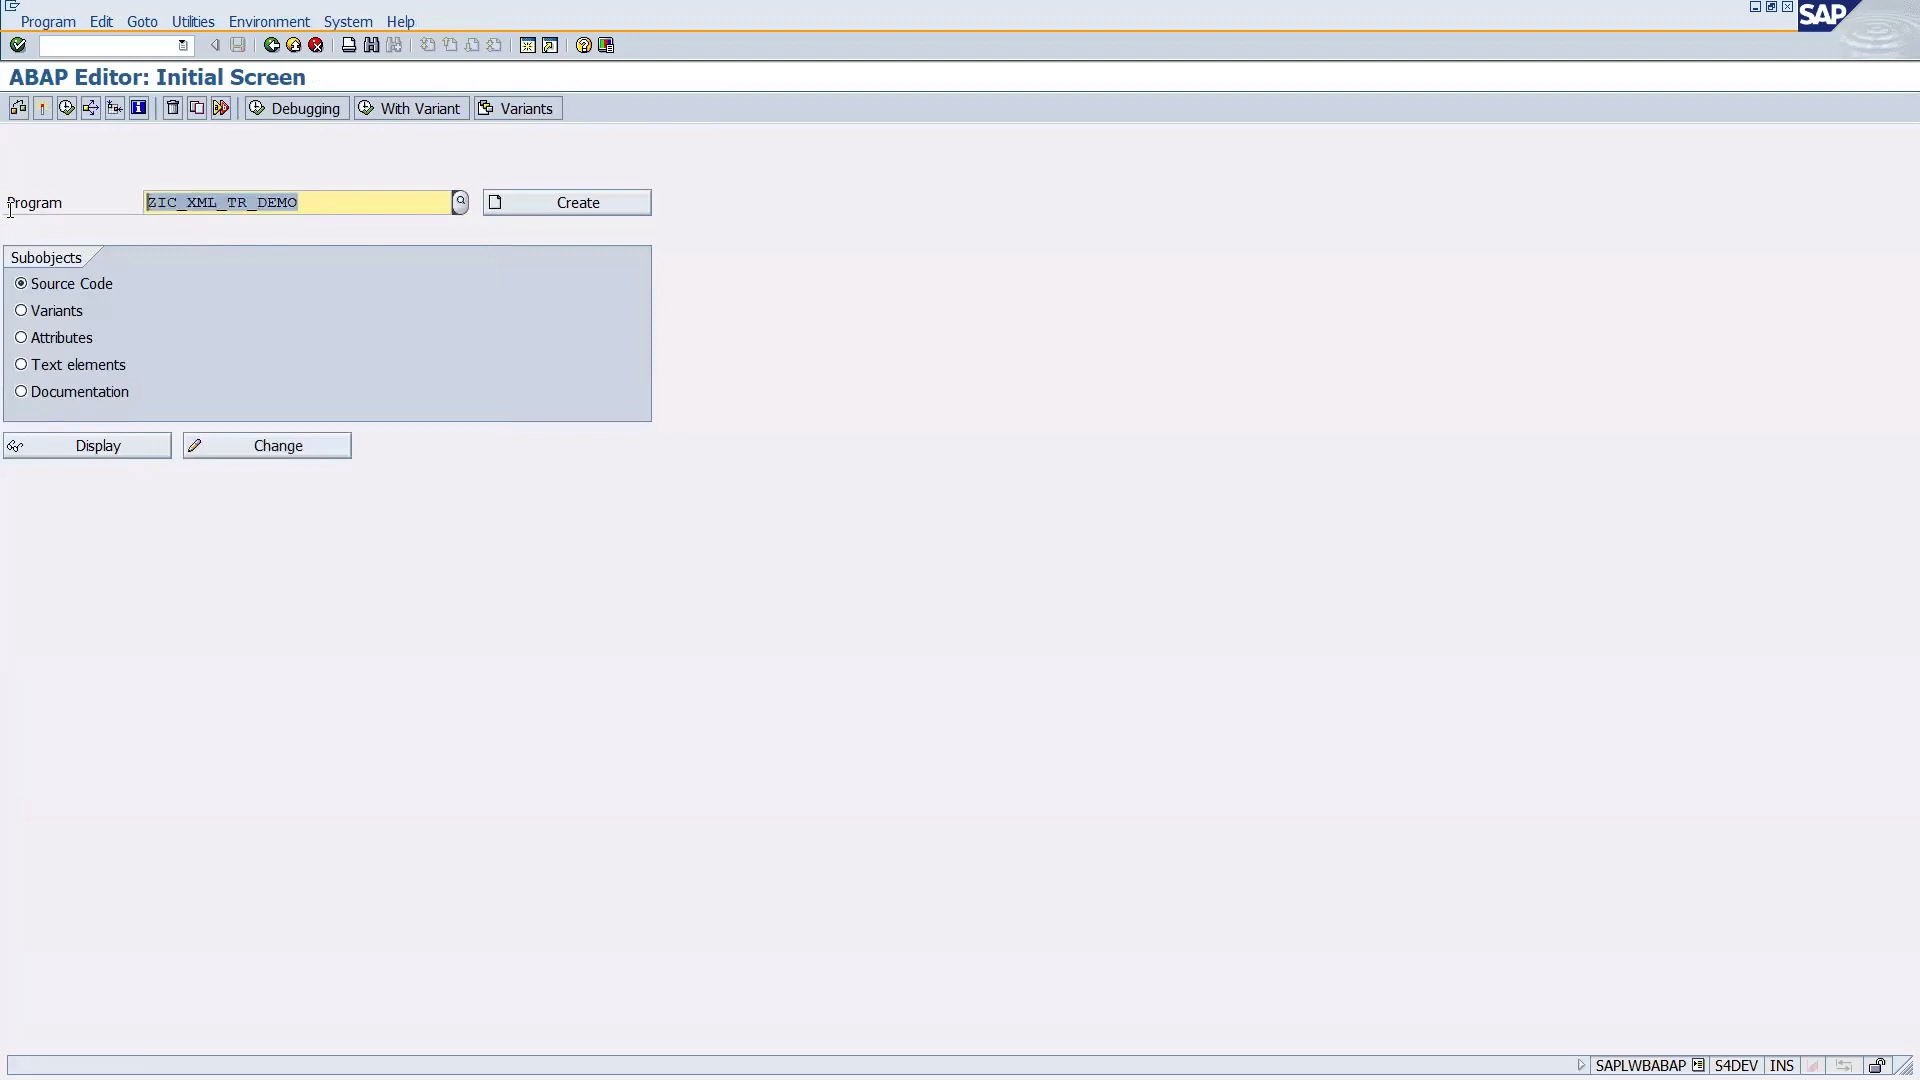 Program Edit Goto Utilities Environment System Help
SAP
ABAP Editor: Initial Screen
Debugging With Variant Variants
Program ZIC_XML_TR_DEMO Create
Subobjects
Source Code
Variants
Attributes
Text elements
Documentation
Display Change
SAPLWBABAP S4DEV INS